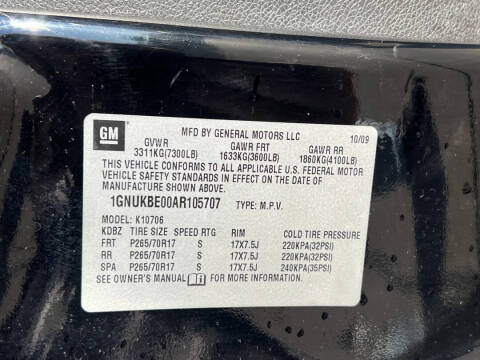 GM
MFD BY GENERAL MOTORS LLC 10/09
GVWR GAWR FRT GAWR RR
3311KG(7300LB) 1633KG(3600LB) 1860KG(4100LB)
THIS VEHICLE CONFORMS TO ALL APPLICABLE U.S. FEDERAL MOTOR
VEHICLE SAFETY STANDARDS IN EFFECT ON THE DATE OF
MANUFACTURE SHOWN ABOVE.
1GNUKBE00AR105707 TYPE: M.P.V.
MODEL: K10706
KDBZ TIRE SIZE SPEED RTG RIM COLD TIRE PRESSURE
FRT P265/70R17 S 17X7.5J 220KPA(32PSI)
RR P265/70R17 S 17X7.5J 220KPA(32PSI)
SPA P265/70R17 S 17X7.5J 240KPA(35PSI)
SEE OWNER'S MANUAL FOR MORE INFORMATION.